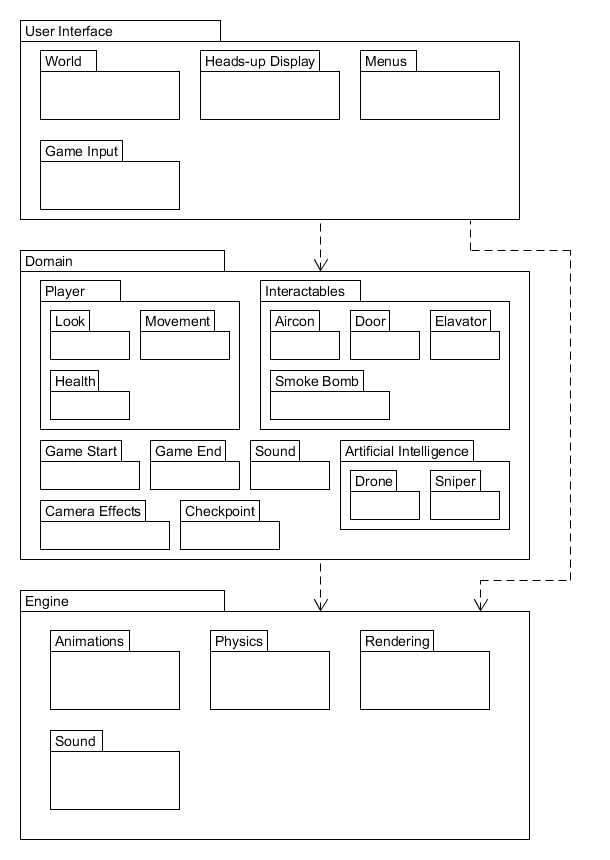 User Interface
World
Heads-up Display
Menus
Game Input
Domain
Player
Interactables
Look
Movement
Aircon
Door
Elavator
Health
Smoke Bomb
Game Start
Game End
Sound
Artificial Intelligence
Drone
Sniper
Camera Effects
Checkpoint
Engine
Animations
Physics
Rendering
Sound